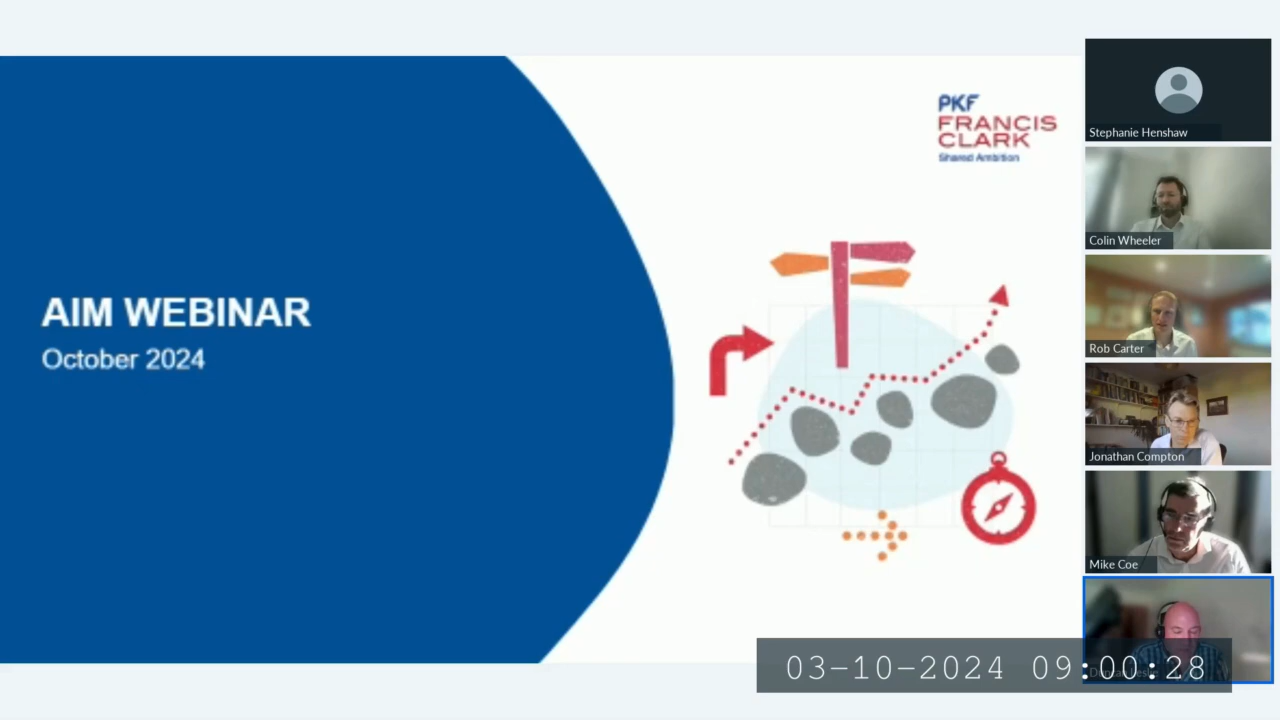 AIM WEBINAR
October 2024
PKF
FRANCIS
CLARK
Shared Ambition
Stephanie Henshaw
Colin Wheeler
Rob Carter
Jonathan Compton
Mike Coe
03-10-2024 09:00:28